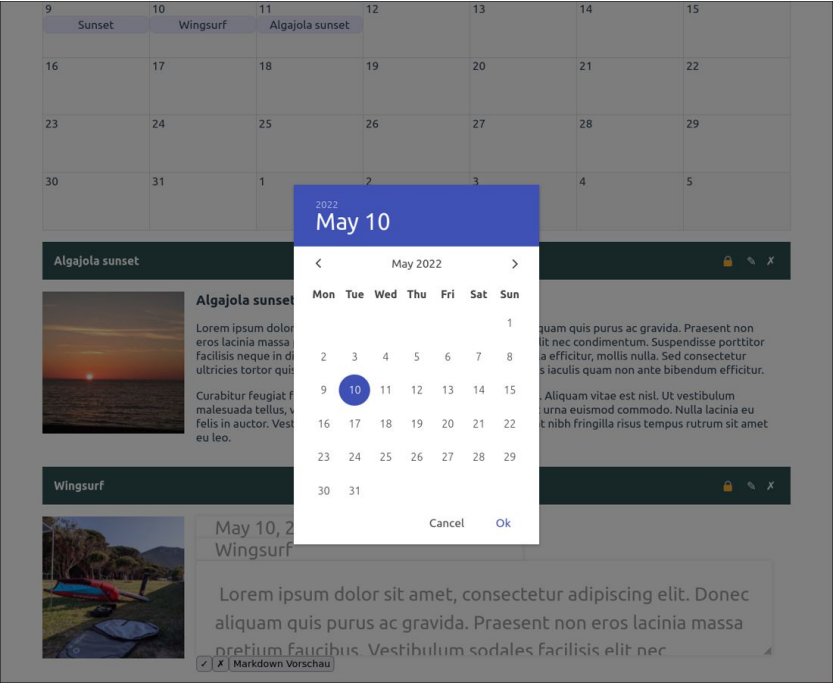 9 10 11 12 13 14 15
Sunset Wingsurf Algajola sunset
16 17 18 19 20 21 22
23 24 25 26 27 28 29
30 31 1 2 3 4 5
2022
May 10
May 2022
Mon Tue Wed Thu Fri Sat Sun
1
2 3 4 5 6 7 8
9 10 11 12 13 14 15
16 17 18 19 20 21 22
23 24 25 26 27 28 29
30 31
Cancel Ok
Algajola sunset
Algajola sunset
Lorem ipsum dolor quam quis purus ac gravida. Praesent non
eros lacinia massa nec condimentum. Suspendisse porttitor
facilisis neque in efficitur, mollis nulla. Sed consectetur
ultricies tortor iaculis quam non ante bibendum efficitur.
Curabitur feugiat Aliquam vitae est nisl. Ut vestibulum
malesuada tellus, urna euismod commodo. Nulla lacinia eu
felis in auctor. nibh fringilla risus tempus rutrum sit amet
eu leo.
Wingsurf
May 10,
Wingsurf
Lorem ipsum dolor sit amet, consectetur adipiscing elit. Donec
aliquam quis purus ac gravida. Praesent non eros lacinia massa
pretium faucibus. Vestibulum sodales facilisis elit nec
✓ ✗ Markdown Vorschau